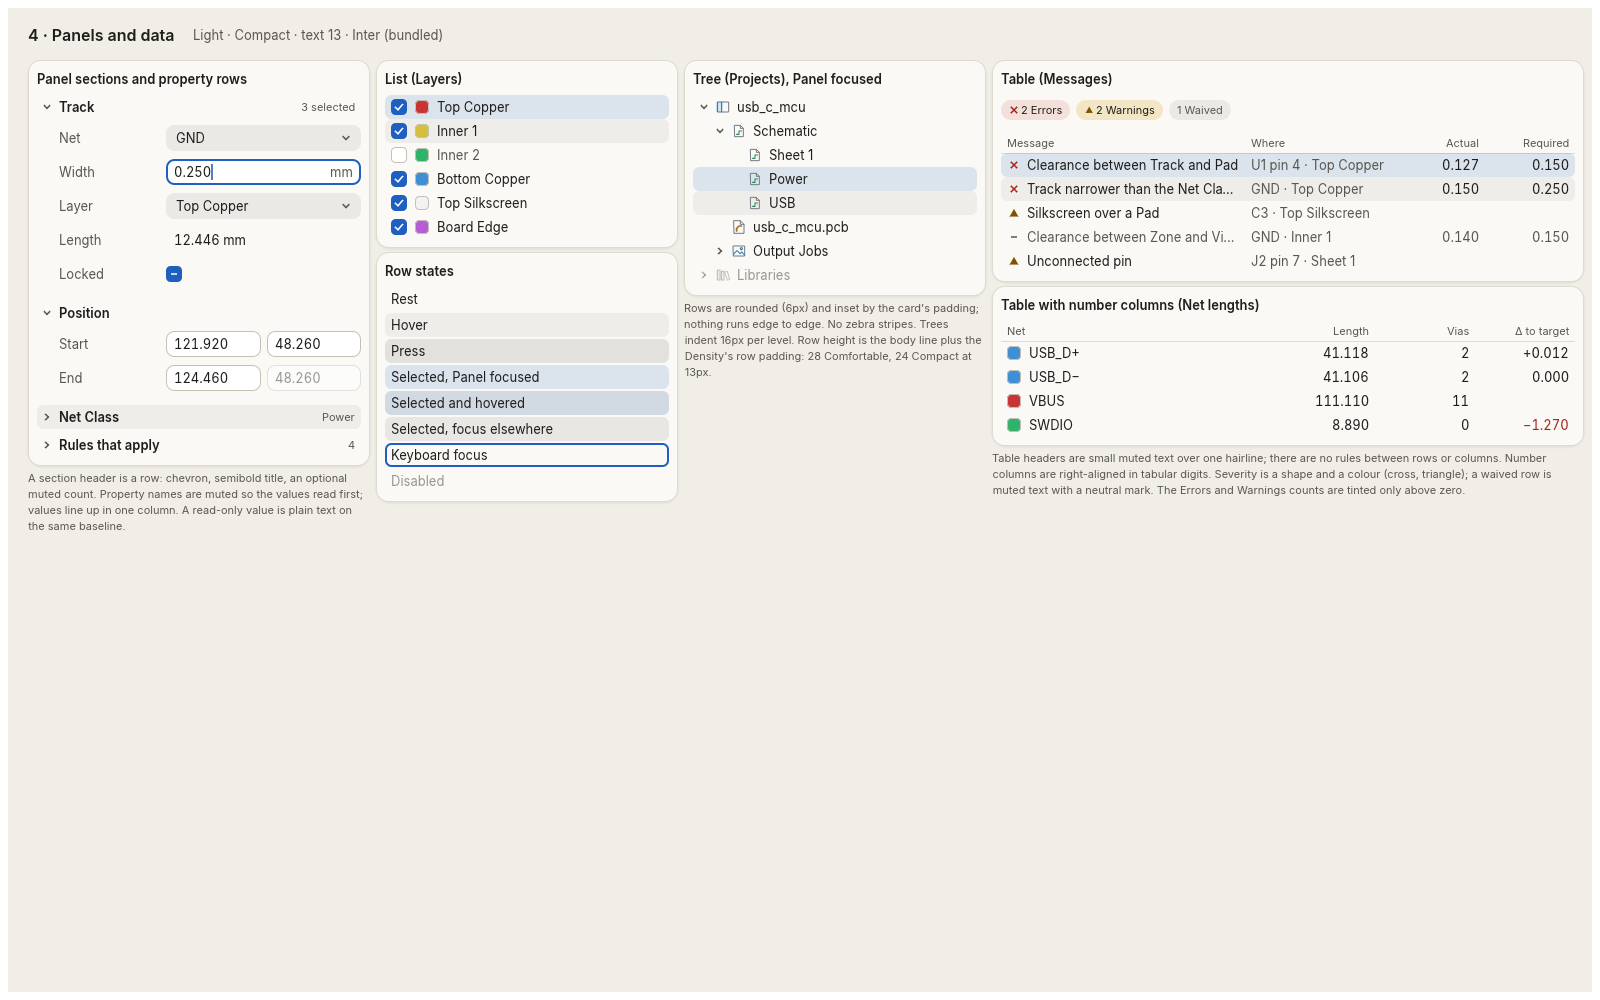 4 · Panels and data Light · Compact · text 13 · Inter (bundled)
Panel sections and property rows
Track 3 selected
Net GND
Width 0.250 mm
Layer Top Copper
Length 12.446 mm
Locked
Position
Start 121.920 48.260
End 124.460 48.260
Net Class Power
Rules that apply 4
A section header is a row: chevron, semibold title, an optional
muted count. Property names are muted so the values read first;
values line up in one column. A read-only value is plain text on
the same baseline.
List (Layers)
Top Copper
Inner 1
Inner 2
Bottom Copper
Top Silkscreen
Board Edge
Row states
Rest
Hover
Press
Selected, Panel focused
Selected and hovered
Selected, focus elsewhere
Keyboard focus
Disabled
Tree (Projects), Panel focused
usb_c_mcu
Schematic
Sheet 1
Power
USB
usb_c_mcu.pcb
Output Jobs
Libraries
Rows are rounded (6px) and inset by the card's padding;
nothing runs edge to edge. No zebra stripes. Trees
indent 16px per level. Row height is the body line plus the
Density's row padding: 28 Comfortable, 24 Compact at
13px.
Table (Messages)
2 Errors 2 Warnings 1 Waived
Message Where Actual Required
Clearance between Track and Pad U1 pin 4 · Top Copper 0.127 0.150
Track narrower than the Net Cla... GND · Top Copper 0.150 0.250
Silkscreen over a Pad C3 · Top Silkscreen
Clearance between Zone and Vi... GND · Inner 1 0.140 0.150
Unconnected pin J2 pin 7 · Sheet 1
Table with number columns (Net lengths)
Net Length Vias Δ to target
USB_D+ 41.118 2 +0.012
USB_D− 41.106 2 0.000
VBUS 111.110 11
SWDIO 8.890 0 −1.270
Table headers are small muted text over one hairline; there are no rules between rows or columns. Number
columns are right-aligned in tabular digits. Severity is a shape and a colour (cross, triangle); a waived row is
muted text with a neutral mark. The Errors and Warnings counts are tinted only above zero.